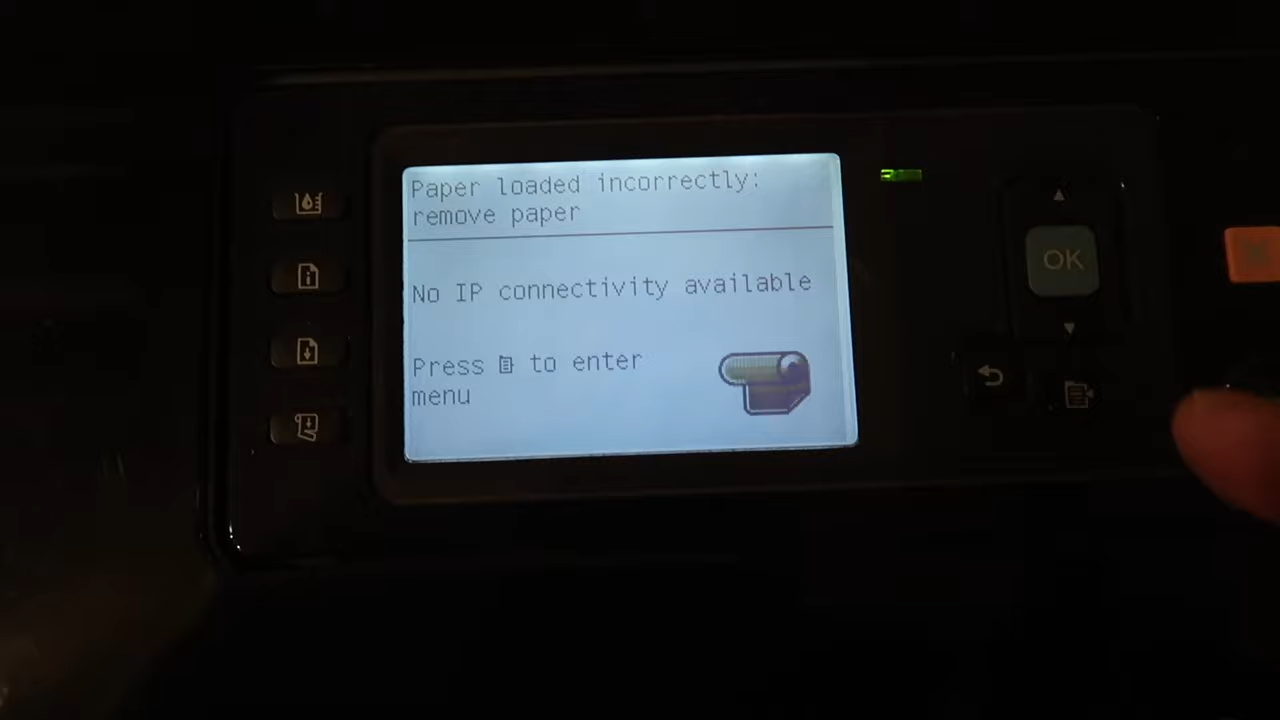 Paper loaded incorrectly:
remove paper
No IP connectivity available
Press to enter
menu
OK